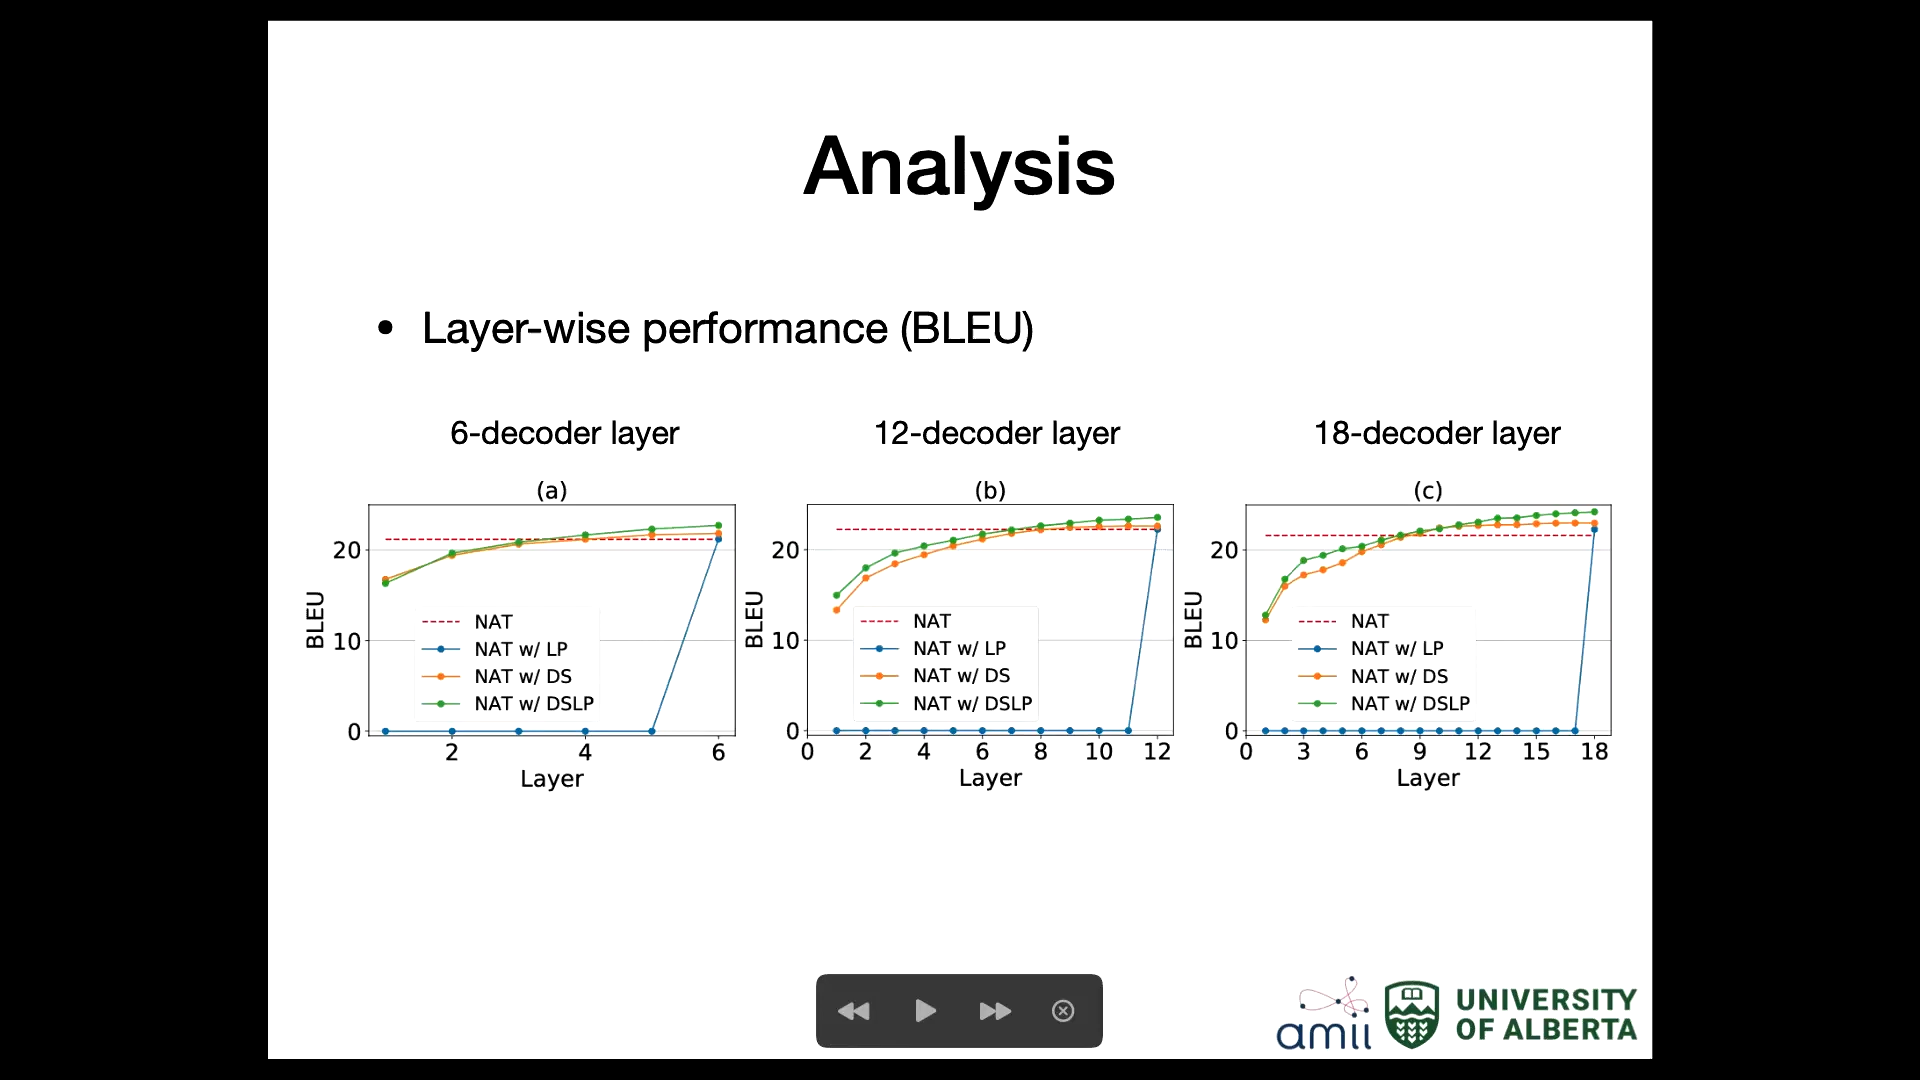 Analysis
• Layer-wise performance (BLEU)
6-decoder layer
12-decoder layer
18-decoder layer
(a)
BLEU
20
10
0
NAT
NAT w/ LP
NAT w/ DS
NAT w/ DSLP
2 4 6
Layer
(b)
BLEU
20
10
0
NAT
NAT w/ LP
NAT w/ DS
NAT w/ DSLP
0 2 4 6 8 10 12
Layer
(c)
BLEU
20
10
0
NAT
NAT w/ LP
NAT w/ DS
NAT w/ DSLP
0 3 6 9 12 15 18
Layer
amii
UNIVERSITY
OF ALBERTA